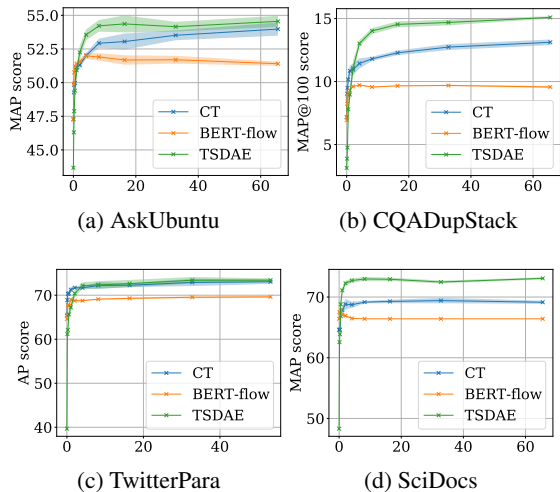 MAP score
55.0
52.5
50.0
47.5
45.0
0
20
40
60
CT
BERT-flow
TSDAE
(a) AskUbuntu
MAP@100 score
15
10
5
0
20
40
60
CT
BERT-flow
TSDAE
(b) CQADupStack
AP score
70
60
50
40
0
20
40
CT
BERT-flow
TSDAE
(c) TwitterPara
MAP score
70
60
50
0
20
40
60
CT
BERT-flow
TSDAE
(d) SciDocs